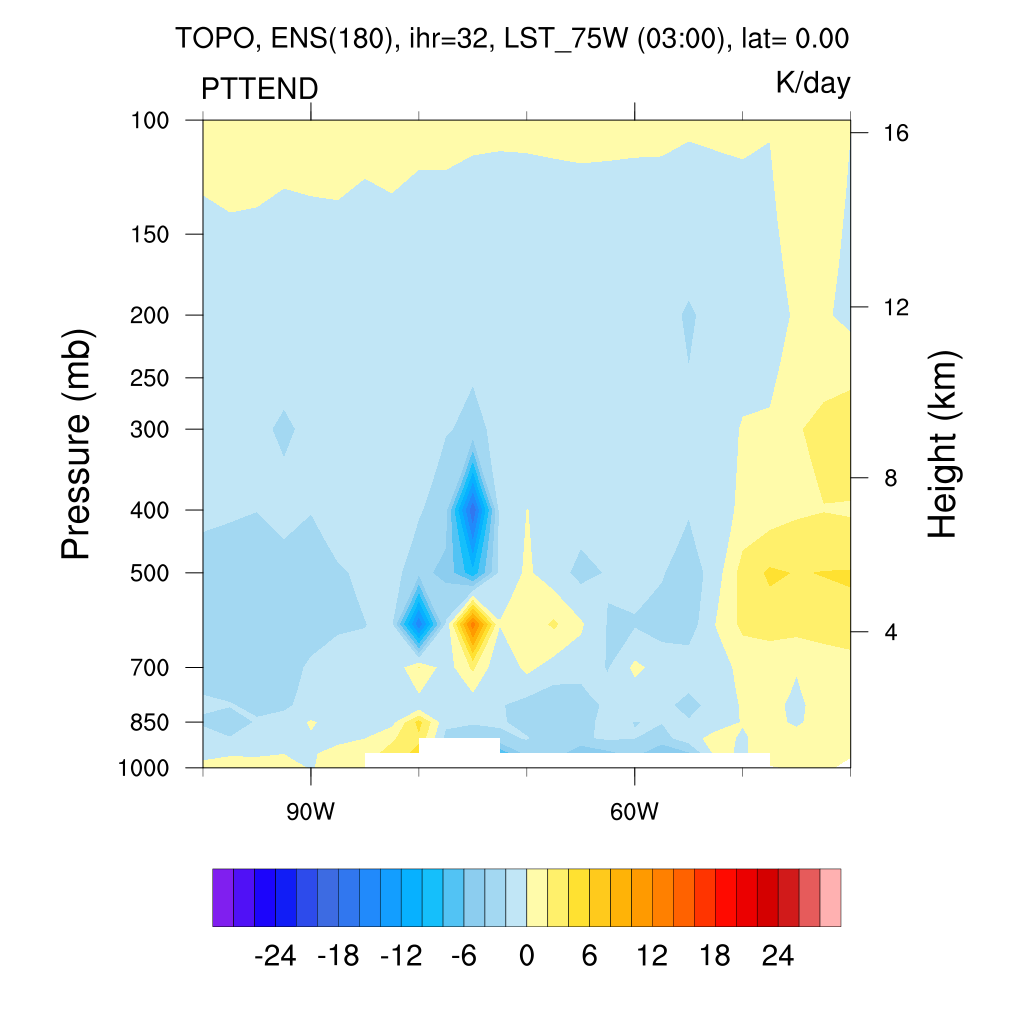 TOPO, ENS(180), ihr=32, LST_75W (03:00), lat= 0.00
PTTEND
K/day
100
150
200
250
300
400
500
700
850
1000
Pressure (mb)
16
12
8
4
Height (km)
90W
60W
-24 -18 -12 -6 0 6 12 18 24